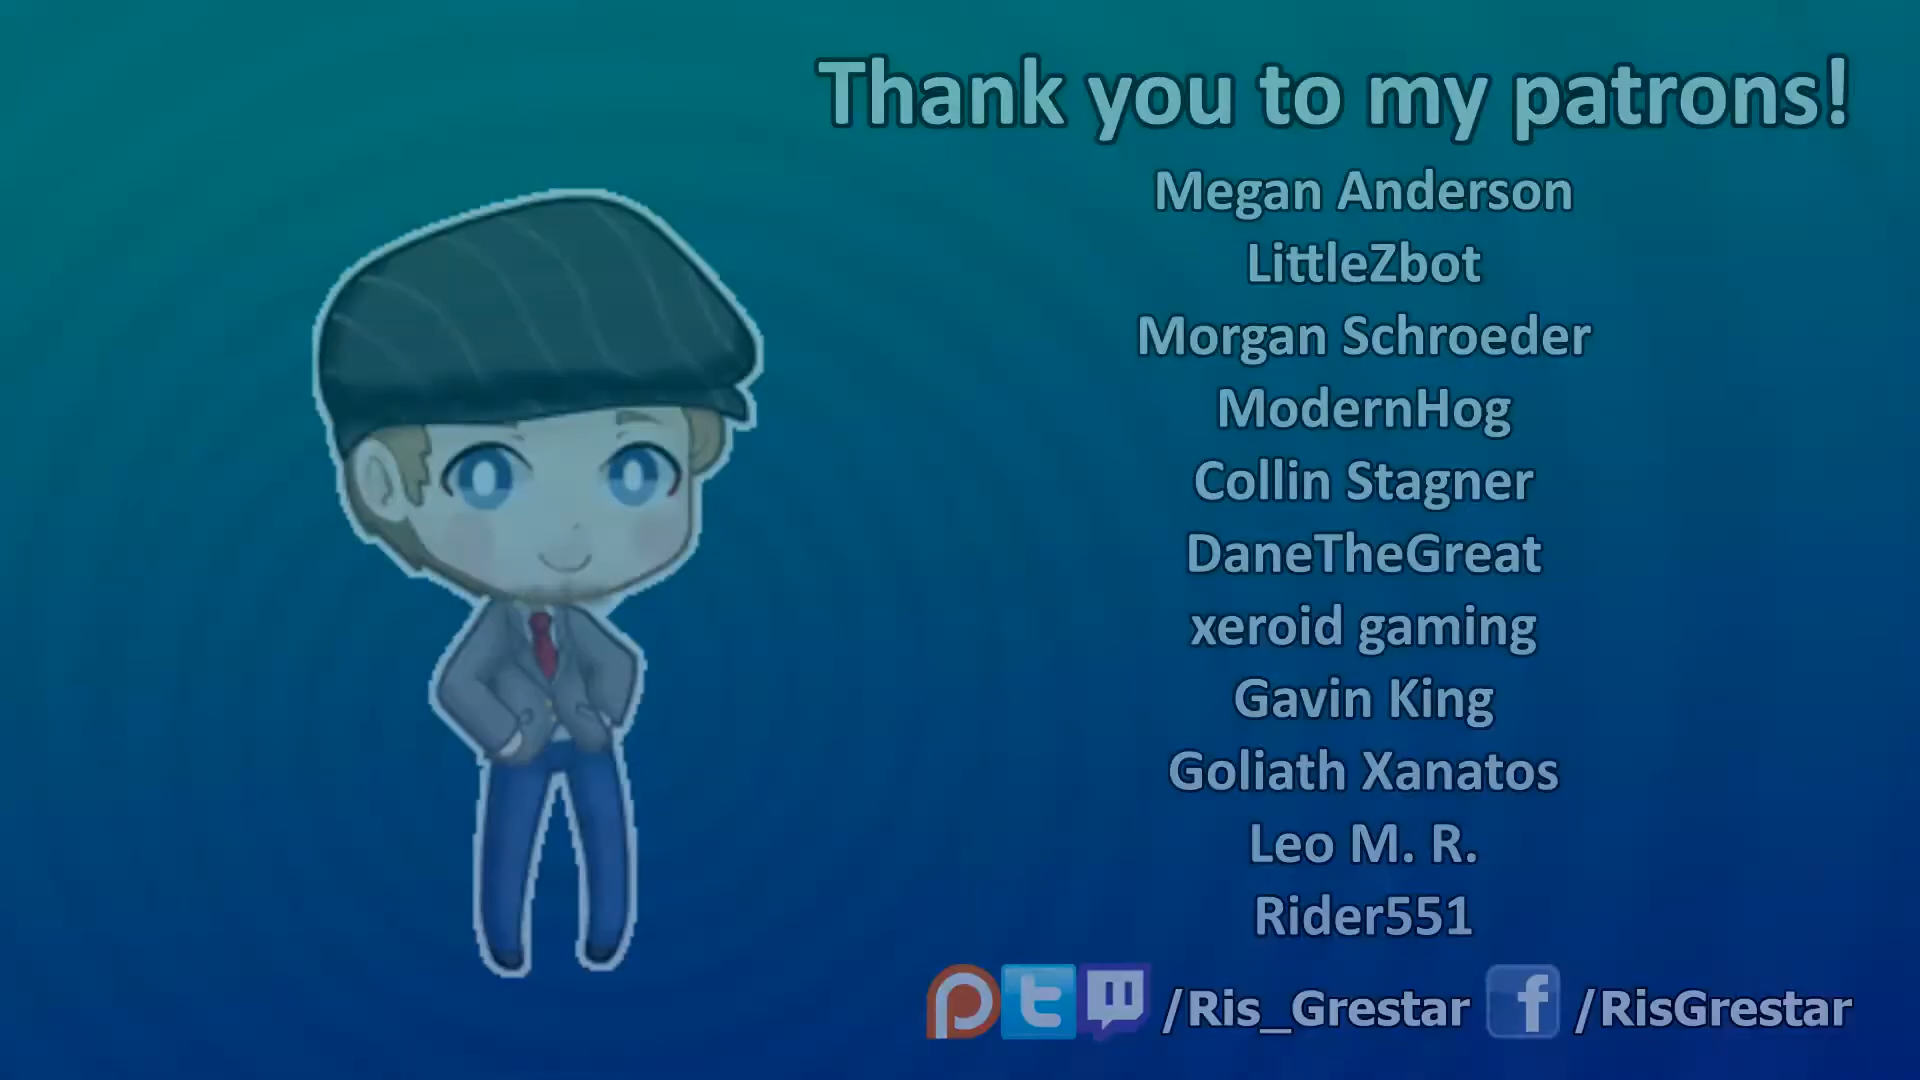 Thank you to my patrons!
Megan Anderson
LittleZbot
Morgan Schroeder
ModernHog
Collin Stagner
DaneTheGreat
xeroid gaming
Gavin King
Goliath Xanatos
Leo M. R.
Rider551
/Ris_Grestar /RisGrestar